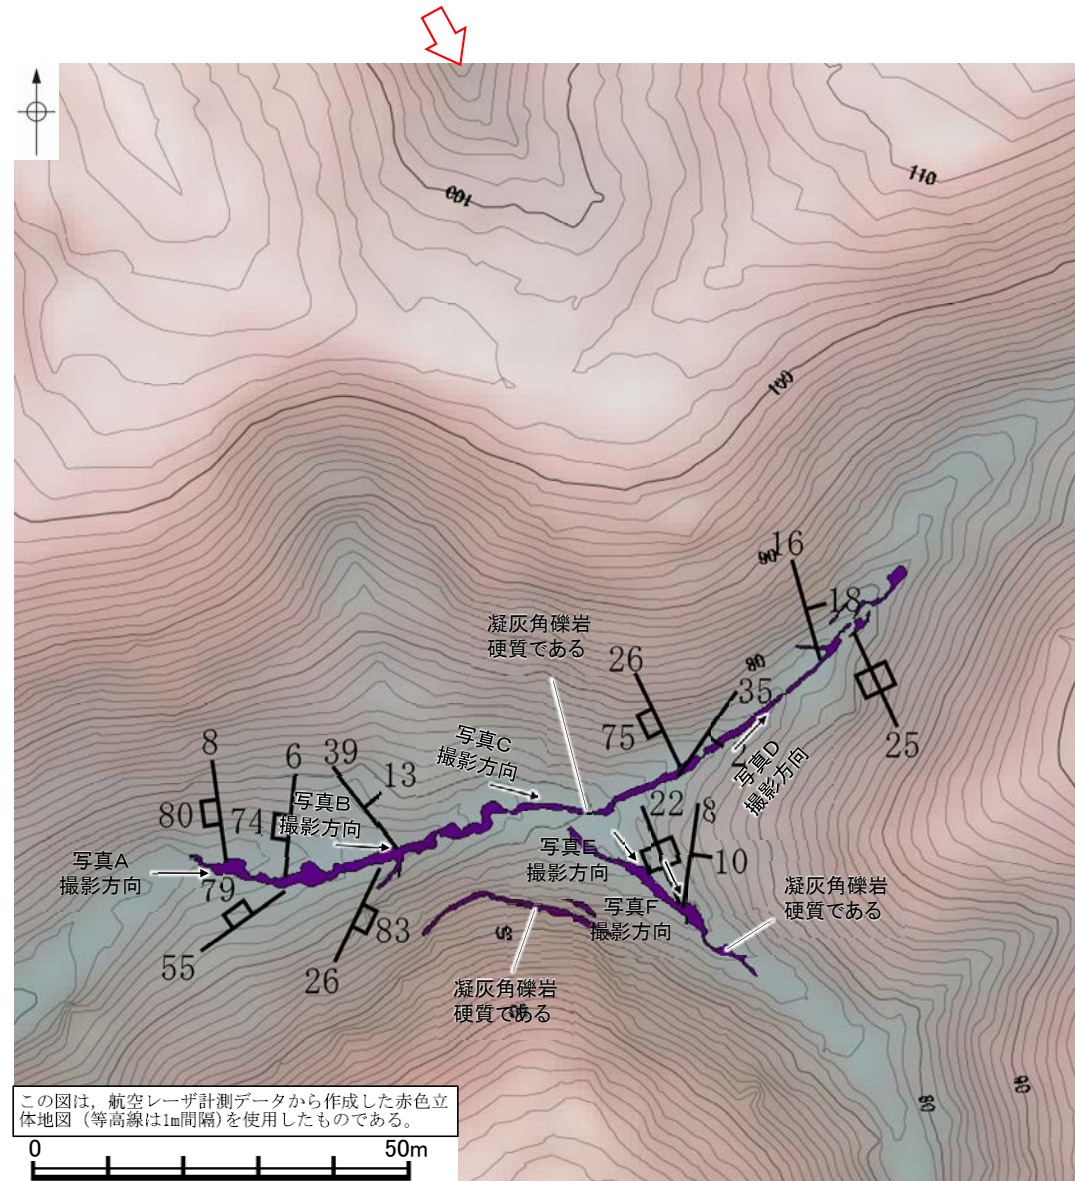 110
100
100
90
16
18
凝灰角礫岩
硬質である
26
80
35
75
写真C
撮影方向
2
写真D
撮影方向
8
6
39
13
80
74
写真B
撮影方向
22
8
写真A
撮影方向
79
写真E
撮影方向
10
25
凝灰角礫岩
硬質である
写真F
撮影方向
83
55
26
凝灰角礫岩
硬質である
90
80
この図は，航空レーザ計測データから作成した赤色立
体地図（等高線は1m間隔)を使用したものである。
0 50m